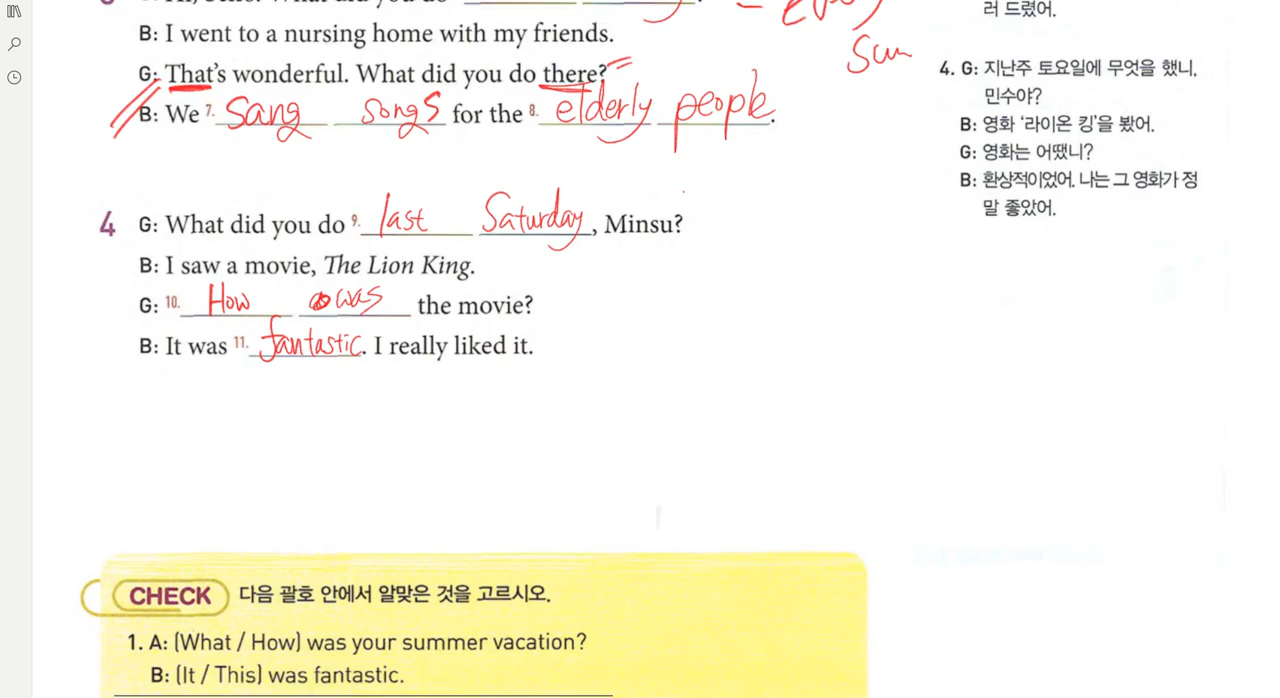 B: I went to a nursing home with my friends.
G: That's wonderful. What did you do there?
B: We 7. sang songs for the 8. elderly people.
4 G: What did you do 9. last Saturday, Minsu?
B: I saw a movie, The Lion King.
G: 10. How was the movie?
B: It was 11. fantastic. I really liked it.
Sun
러 드렸어.
4. G: 지난주 토요일에 무엇을 했니,
민수야?
B: 영화 '라이온 킹'을 봤어.
G: 영화는 어땠니?
B: 환상적이었어. 나는 그 영화가 정
말 좋았어.
CHECK 다음 괄호 안에서 알맞은 것을 고르시오.
1. A: (What / How) was your summer vacation?
B: (It / This) was fantastic.